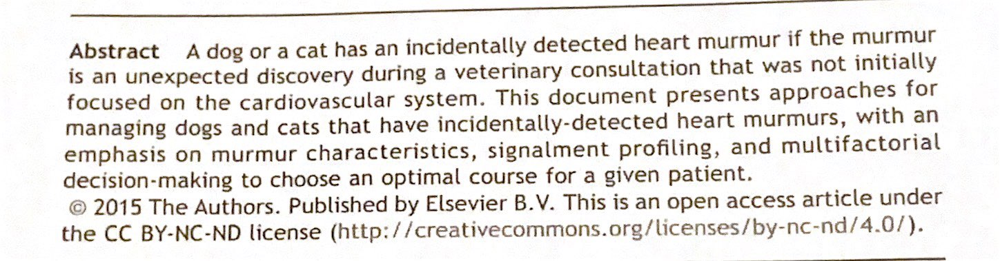 Abstract A dog or a cat has an incidentally detected heart murmur if the murmur
is an unexpected discovery during a veterinary consultation that was not initially
focused on the cardiovascular system. This document presents approaches for
managing dogs and cats that have incidentally-detected heart murmurs, with an
emphasis on murmur characteristics, signalment profiling, and multifactorial
decision-making to choose an optimal course for a given patient.
© 2015 The Authors. Published by Elsevier B.V. This is an open access article under
the CC BY-NC-ND license (http://creativecommons.org/licenses/by-nc-nd/4.0/).